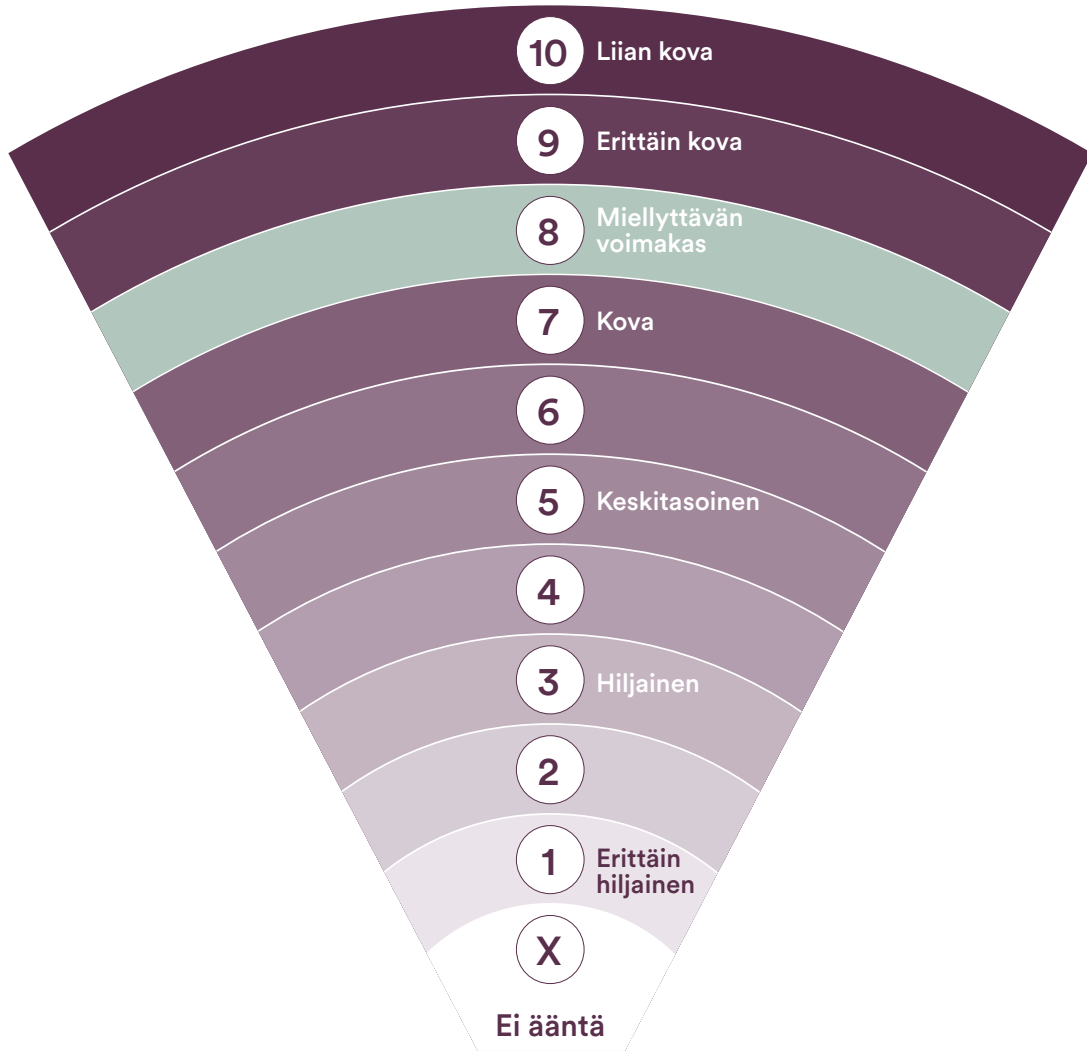 10 Liian kova
9 Erittäin kova
8 Miellyttävän
voimakas
7 Kova
6
5 Keskitasoinen
4
3 Hiljainen
2
1 Erittäin
hiljainen
X
Ei ääntä